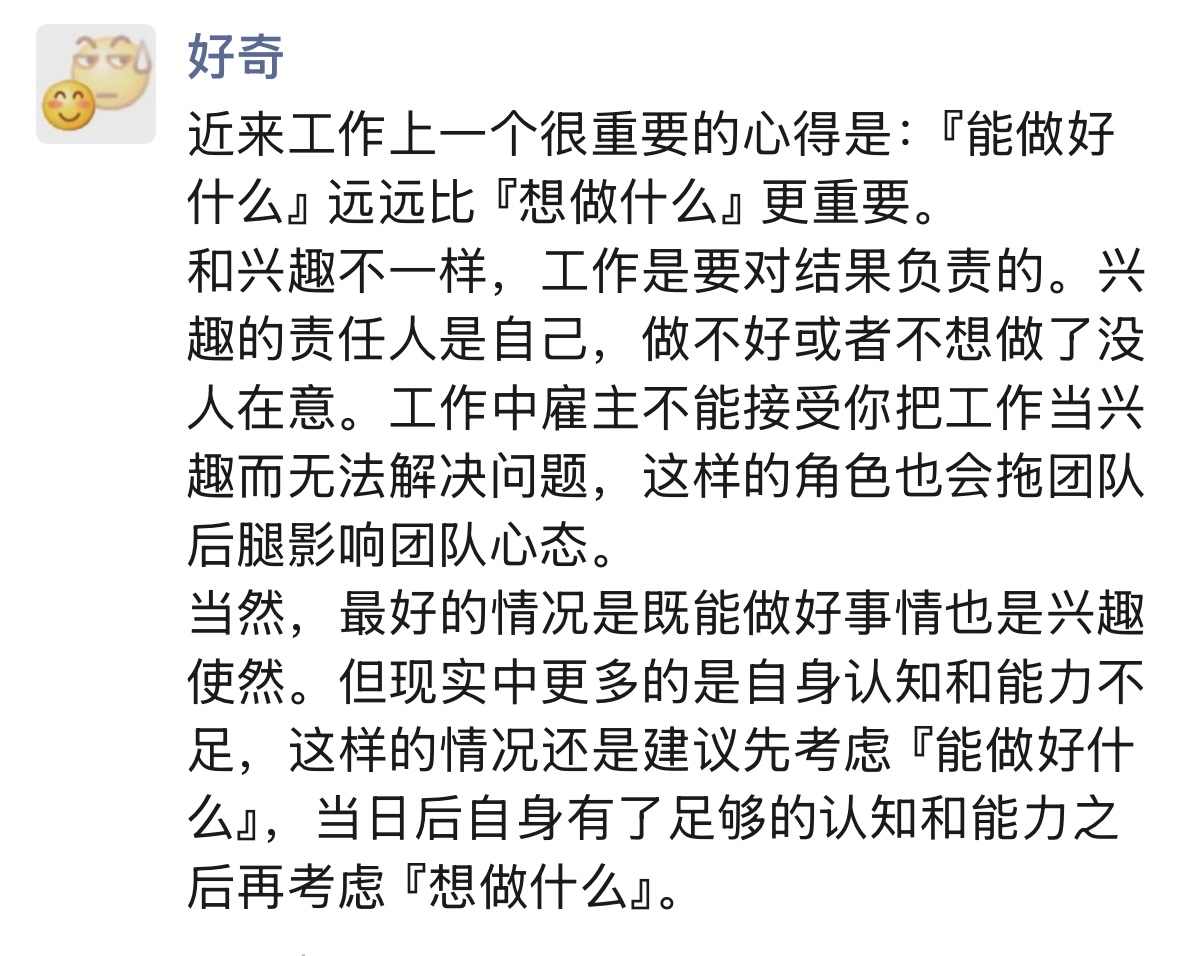 好奇
近来工作上一个很重要的心得是：『能做好
什么』远远比『想做什么』更重要。
和兴趣不一样，工作是要对结果负责的。兴
趣的责任人是自己，做不好或者不想做了没
人在意。工作中雇主不能接受你把工作当兴
趣而无法解决问题，这样的角色也会拖团队
后腿影响团队心态。
当然，最好的情况是既能做好事情也是兴趣
使然。但现实中更多的是自身认知和能力不
足，这样的情况还是建议先考虑『能做好什
么』，当日后自身有了足够的认知和能力之
后再考虑『想做什么』。